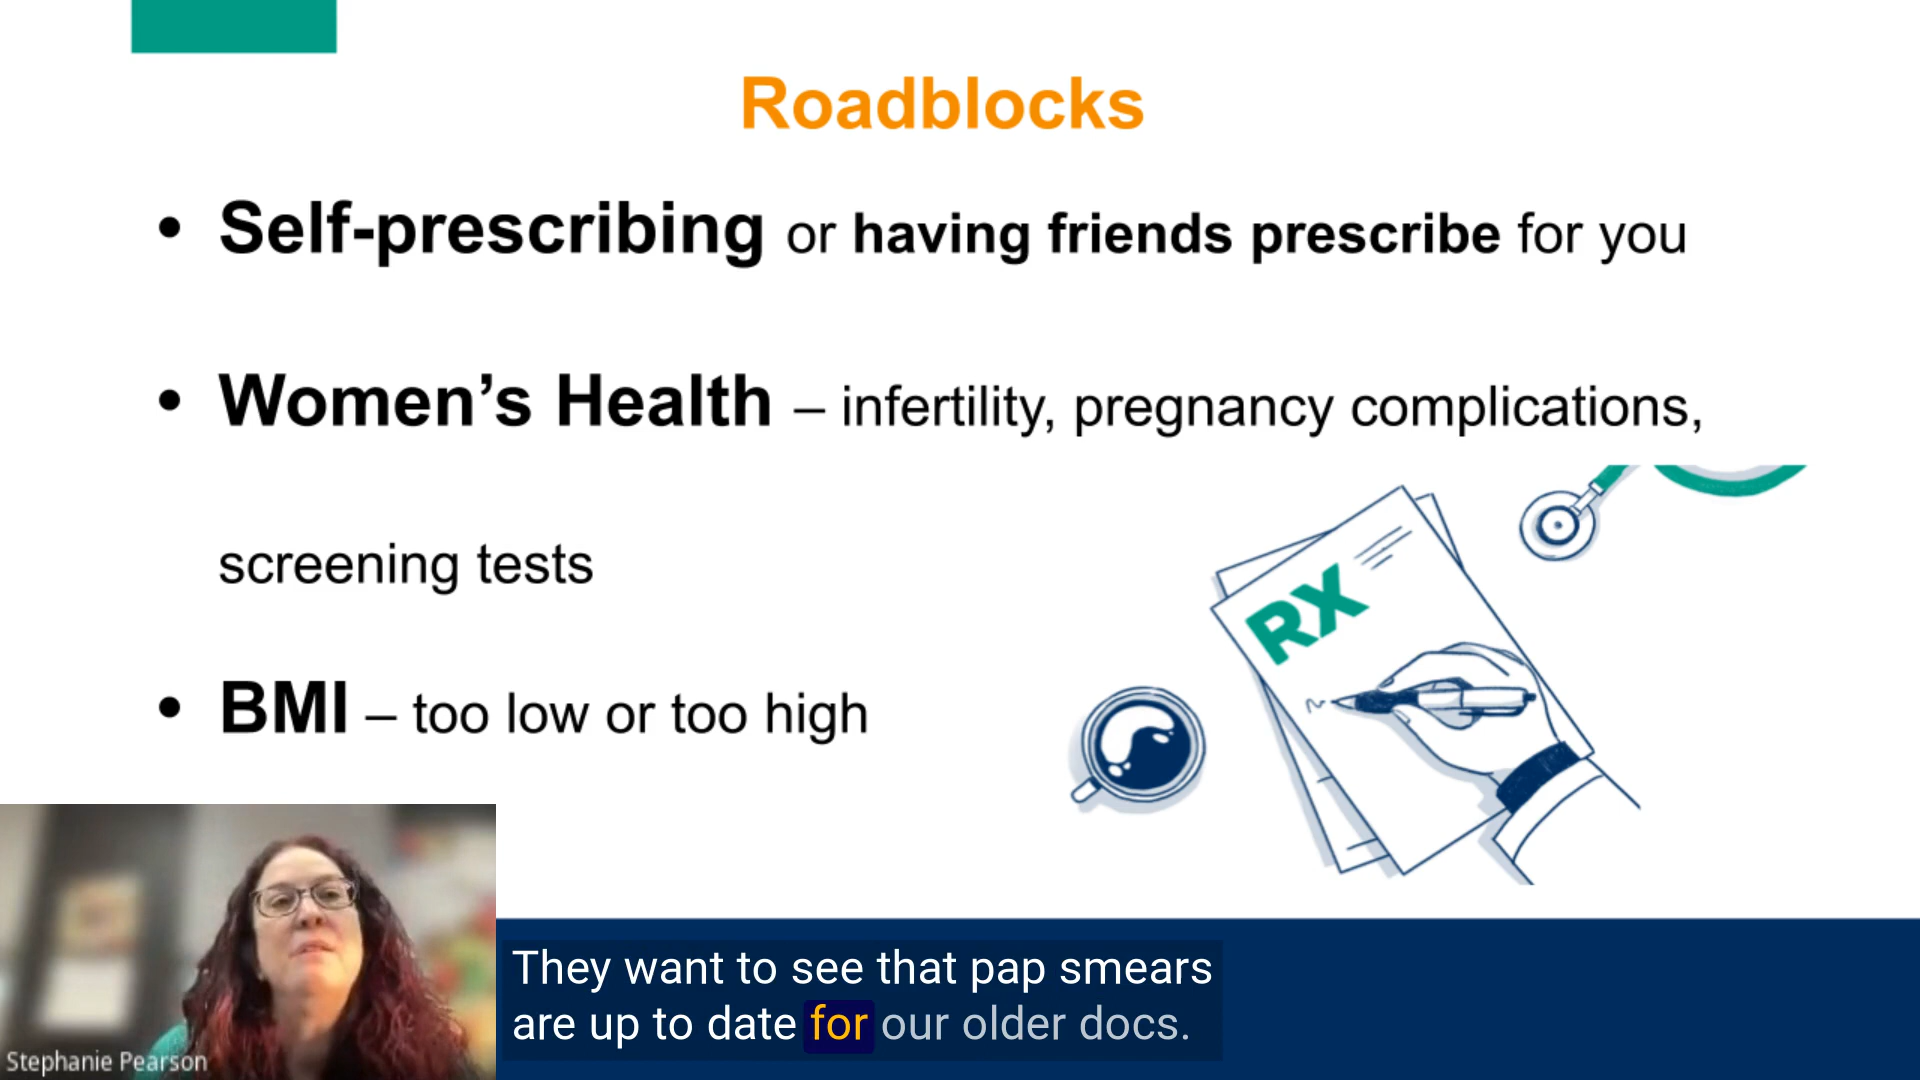 Roadblocks
• Self-prescribing or having friends prescribe for you
• Women’s Health – infertility, pregnancy complications,
screening tests
• BMI – too low or too high
RX
Stephanie Pearson
They want to see that pap smears
are up to date for our older docs.